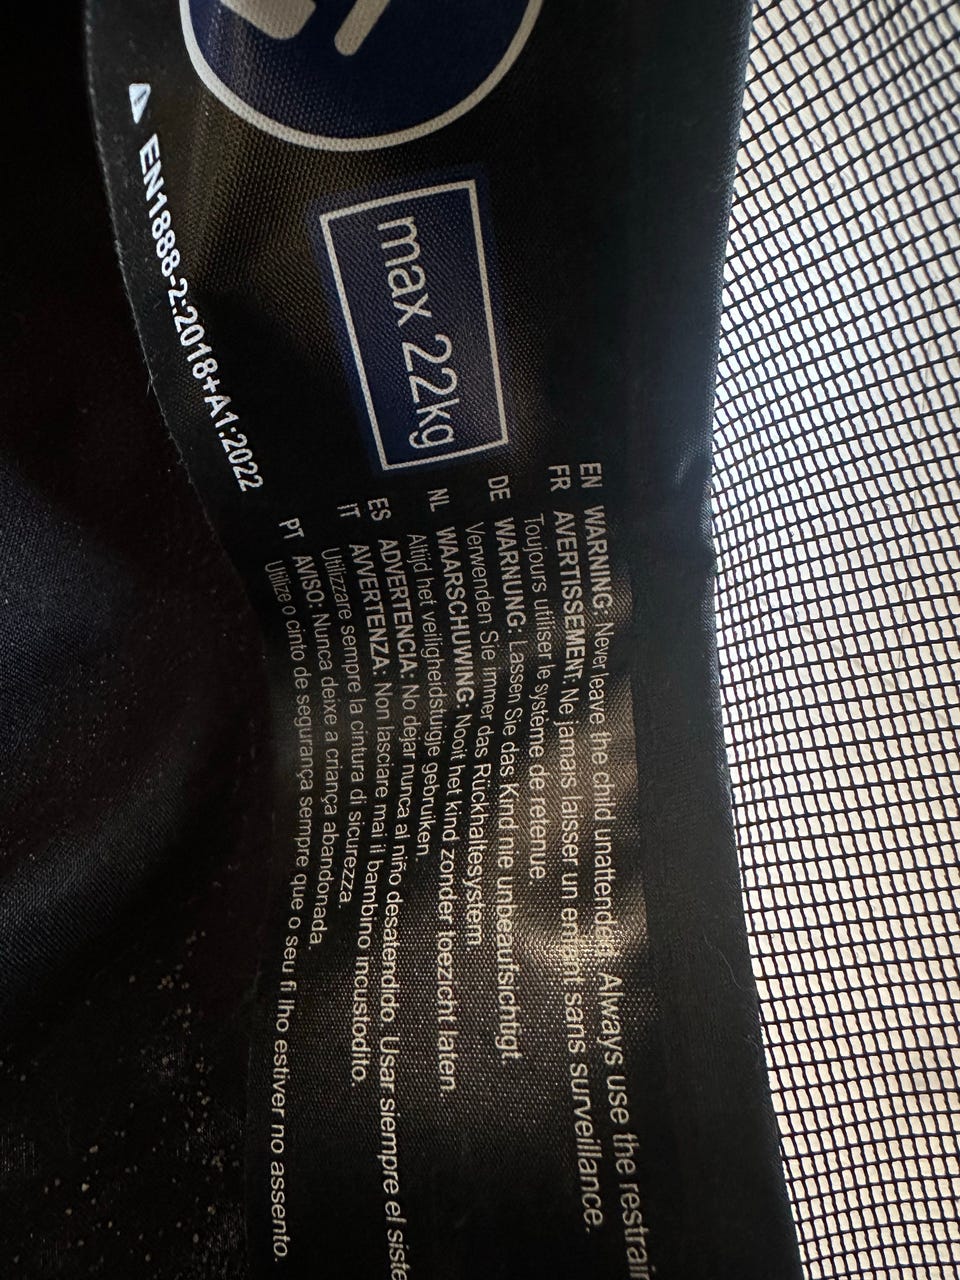 EN1888-2:2018+A1:2022
max 22kg
EN WARNING: Never leave the child unattended. Always use the
FR AVERTISSEMENT: Ne jamais laisser un enfant sans surveillance.
Toujours utiliser le système de retenue.
DE WARNUNG: Lassen Sie das Kind nie unbeaufsichtigt
Verwenden Sie immer das Rückhaltesystem
NL WAARSCHUWING: Nooit het kind zonder toezicht laten.
Altijd het veiligheidstuigje gebruiken.
ES ADVERTENCIA: No dejar nunca al niño desatendido. Usar siempre el
IT AVVERTENZA: Non lasciare mai il bambino incustodito.
Utilizzare sempre la cintura di sicurezza.
PT AVISO: Nunca deixe a criança abandonada.
Utilize o cinto de segurança sempre que o seu fi lho estiver no assento.